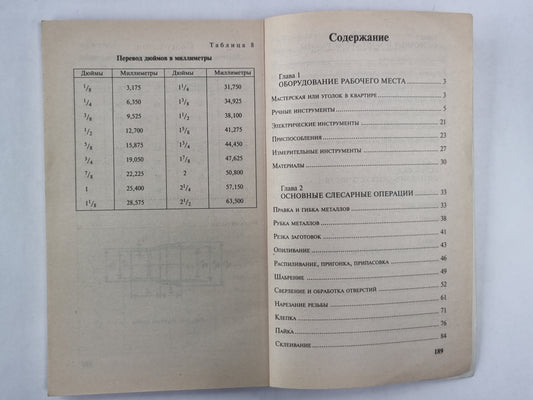 Таблица 8
Перевод дюймов в миллиметры
Дюймы Миллиметры Дюймы Миллиметры
1/8 3,175 1 1/4 31,750
1/4 6,350 1 3/8 34,925
3/8 9,525 1 1/2 38,100
1/2 12,700 1 5/8 41,275
5/8 15,875 1 3/4 44,450
3/4 19,050 1 7/8 47,625
7/8 22,225 2 50,800
1 25,400 2 1/4 57,150
1 1/8 28,575 2 1/2 63,500
Содержание
Глава 1
ОБОРУДОВАНИЕ РАБОЧЕГО МЕСТА 3
Мастерская или уголок в квартире 3
Ручные инструменты 5
Электрические инструменты 21
Приспособления 23
Измерительные инструменты 27
Материалы 30
Глава 2
ОСНОВНЫЕ СЛЕСАРНЫЕ ОПЕРАЦИИ 33
Правка и гибка металлов 33
Рубка металлов 38
Резка заготовок 41
Опиливание 43
Распиливание, пригонка, припасовка 46
Шабрение 49
Сверление и обработка отверстий 52
Нарезание резьбы 61
Клепка 71
Пайка 76
Склеивание 84
189